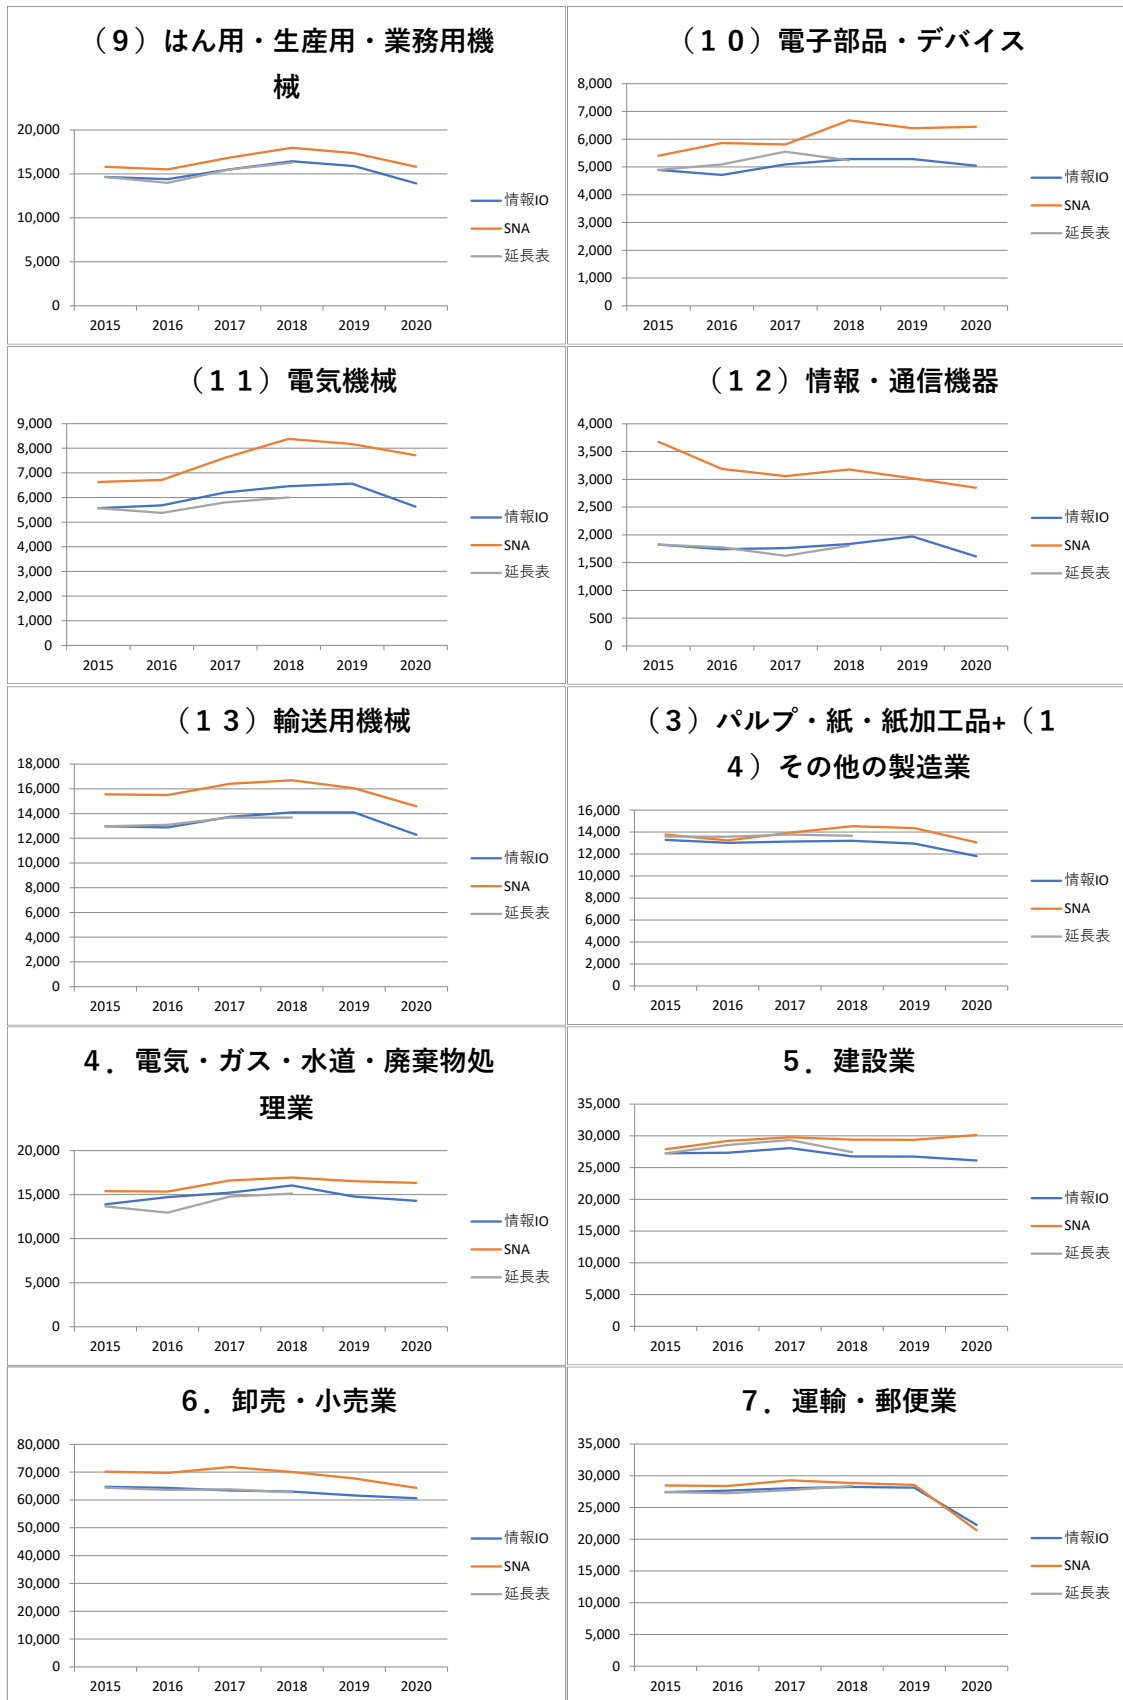 （９）はん用・生産用・業務用機
械
20,000
15,000
10,000
5,000
0
2015 2016 2017 2018 2019 2020
情報IO
SNA
延長表
（１０）電子部品・デバイス
8,000
7,000
6,000
5,000
4,000
3,000
2,000
1,000
0
2015 2016 2017 2018 2019 2020
情報IO
SNA
延長表
（１１）電気機械
9,000
8,000
7,000
6,000
5,000
4,000
3,000
2,000
1,000
0
2015 2016 2017 2018 2019 2020
情報IO
SNA
延長表
（１２）情報・通信機器
4,000
3,500
3,000
2,500
2,000
1,500
1,000
500
0
2015 2016 2017 2018 2019 2020
情報IO
SNA
延長表
（１３）輸送用機械
18,000
16,000
14,000
12,000
10,000
8,000
6,000
4,000
2,000
0
2015 2016 2017 2018 2019 2020
情報IO
SNA
延長表
（３）パルプ・紙・紙加工品+（１
４）その他の製造業
16,000
14,000
12,000
10,000
8,000
6,000
4,000
2,000
0
2015 2016 2017 2018 2019 2020
情報IO
SNA
延長表
４．電気・ガス・水道・廃棄物処
理業
20,000
15,000
10,000
5,000
0
2015 2016 2017 2018 2019 2020
情報IO
SNA
延長表
５．建設業
35,000
30,000
25,000
20,000
15,000
10,000
5,000
0
2015 2016 2017 2018 2019 2020
情報IO
SNA
延長表
６．卸売・小売業
80,000
70,000
60,000
50,000
40,000
30,000
20,000
10,000
0
2015 2016 2017 2018 2019 2020
情報IO
SNA
延長表
７．運輸・郵便業
35,000
30,000
25,000
20,000
15,000
10,000
5,000
0
2015 2016 2017 2018 2019 2020
情報IO
SNA
延長表